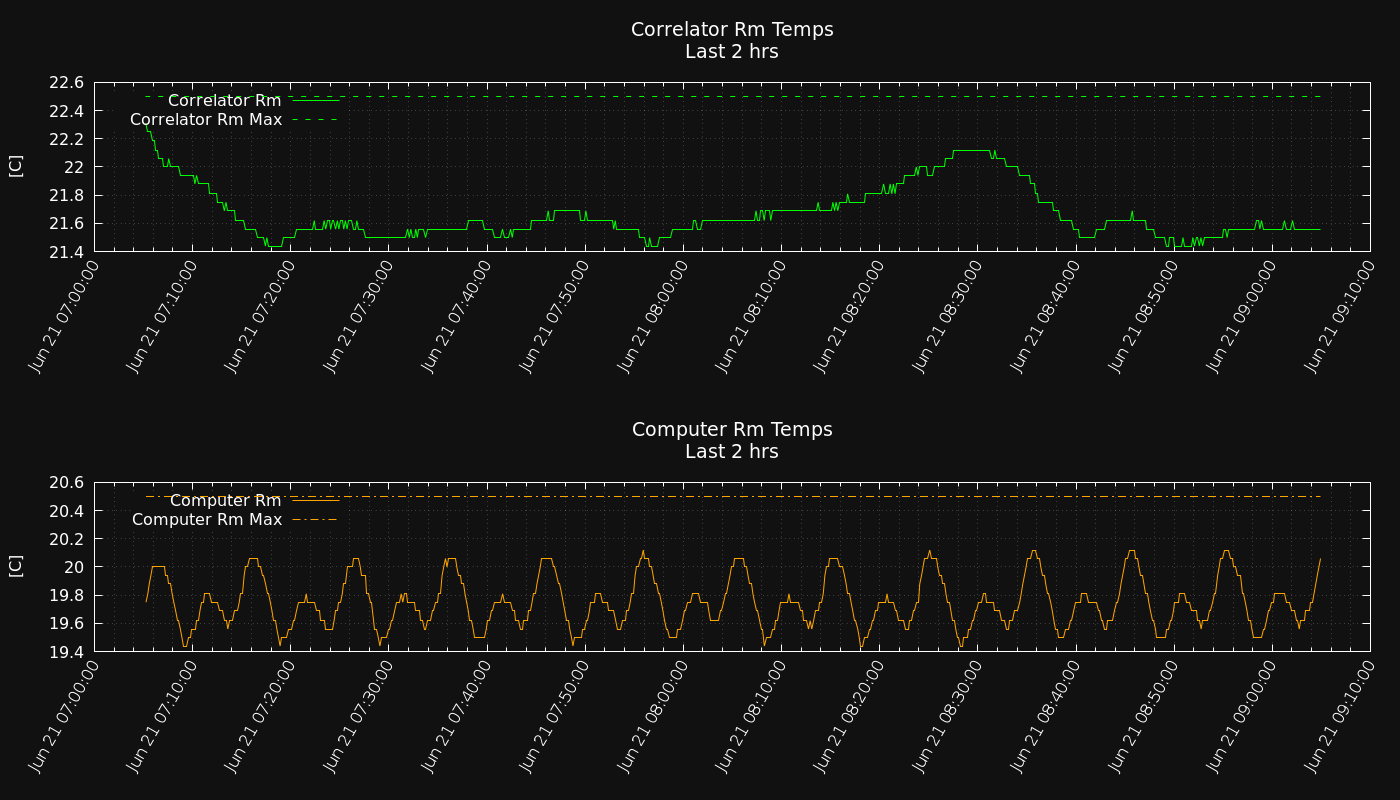 Correlator Rm Temps
Last 2 hrs
22.6
22.4
22.2
22
21.8
21.6
21.4
[C]
Correlator Rm
Correlator Rm Max
Jun 21 07:00:00
Jun 21 07:10:00
Jun 21 07:20:00
Jun 21 07:30:00
Jun 21 07:40:00
Jun 21 07:50:00
Jun 21 08:00:00
Jun 21 08:10:00
Jun 21 08:20:00
Jun 21 08:30:00
Jun 21 08:40:00
Jun 21 08:50:00
Jun 21 09:00:00
Jun 21 09:10:00
Computer Rm Temps
Last 2 hrs
20.6
20.4
20.2
20
19.8
19.6
19.4
[C]
Computer Rm
Computer Rm Max
Jun 21 07:00:00
Jun 21 07:10:00
Jun 21 07:20:00
Jun 21 07:30:00
Jun 21 07:40:00
Jun 21 07:50:00
Jun 21 08:00:00
Jun 21 08:10:00
Jun 21 08:20:00
Jun 21 08:30:00
Jun 21 08:40:00
Jun 21 08:50:00
Jun 21 09:00:00
Jun 21 09:10:00